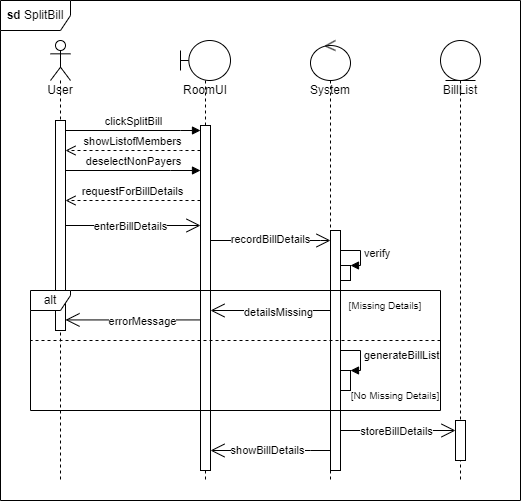 sd SplitBill
User
RoomUI
System
BillList
clickSplitBill
showListofMembers
deselectNonPayers
requestForBillDetails
enterBillDetails
recordBillDetails
verify
alt
[Missing Details]
detailsMissing
errorMessage
generateBillList
[No Missing Details]
storeBillDetails
showBillDetails